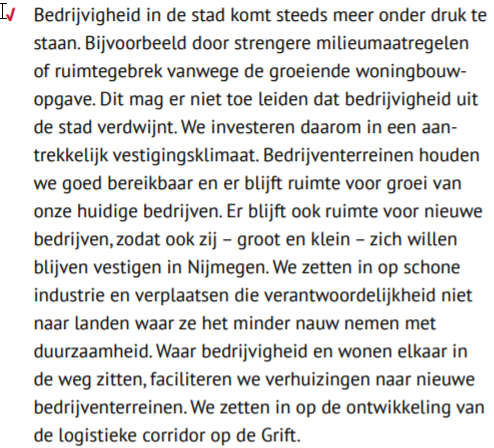 Bedrijvigheid in de stad komt steeds meer onder druk te
staan. Bijvoorbeeld door strengere milieumaatregelen
of ruimtegebrek vanwege de groeiende woningbouw-
opgave. Dit mag er niet toe leiden dat bedrijvigheid uit
de stad verdwijnt. We investeren daarom in een aan-
trekkelijk vestigingsklimaat. Bedrijventerreinen houden
we goed bereikbaar en er blijft ruimte voor groei van
onze huidige bedrijven. Er blijft ook ruimte voor nieuwe
bedrijven, zodat ook zij – groot en klein – zich willen
blijven vestigen in Nijmegen. We zetten in op schone
industrie en verplaatsen die verantwoordelijkheid niet
naar landen waar ze het minder nauw nemen met
duurzaamheid. Waar bedrijvigheid en wonen elkaar in
de weg zitten, faciliteren we verhuizingen naar nieuwe
bedrijventerreinen. We zetten in op de ontwikkeling van
de logistieke corridor op de Grift.